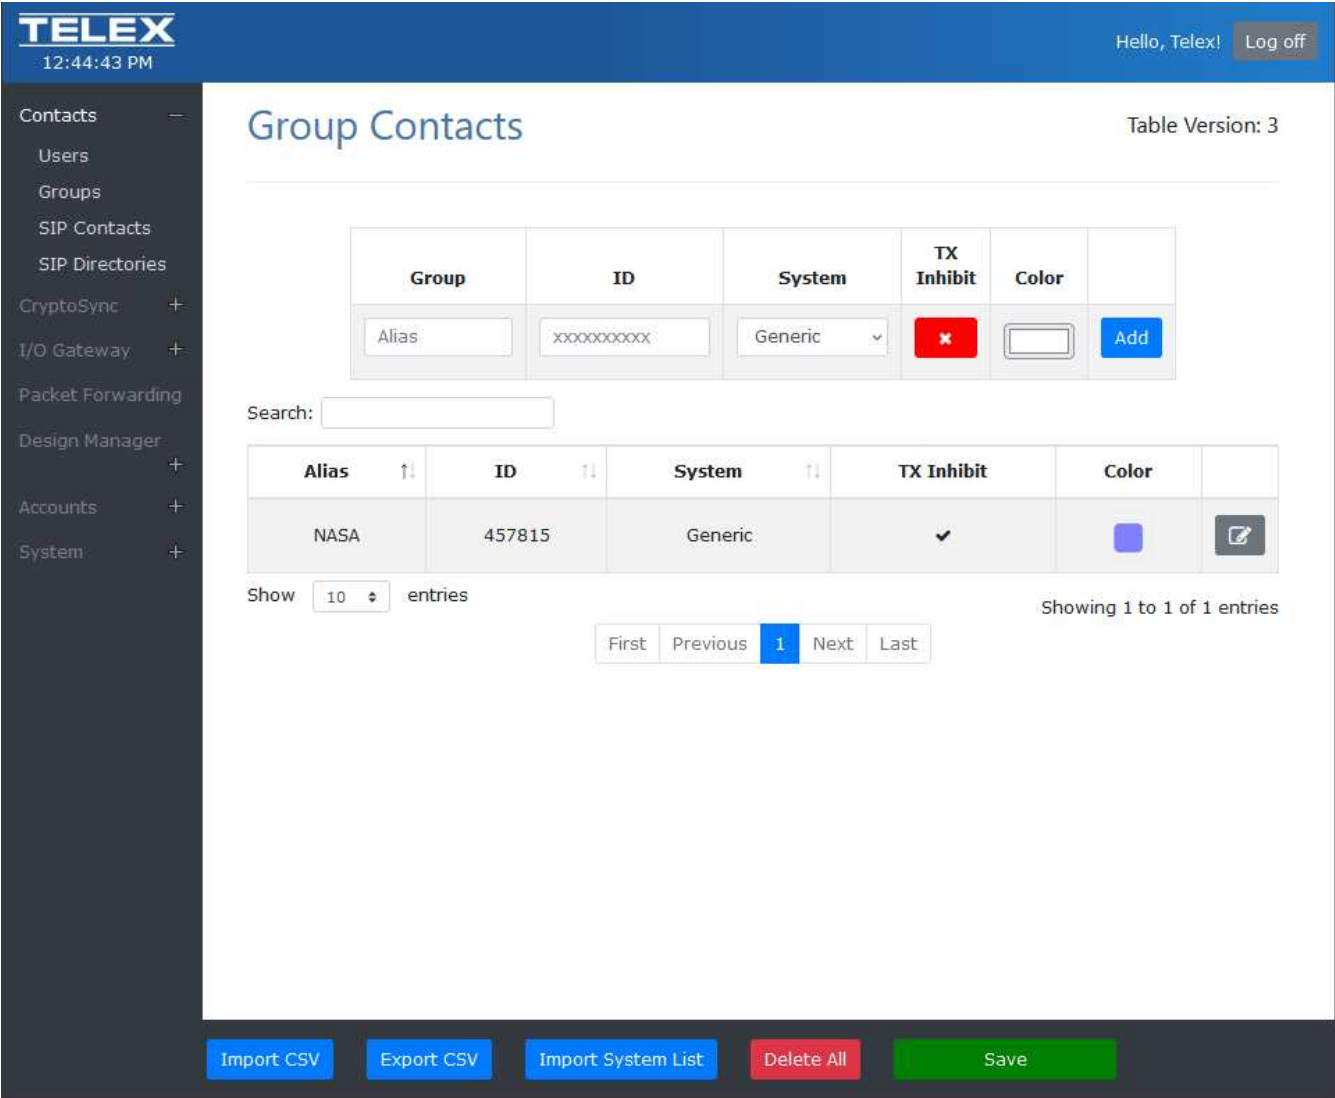 TELEX
12:44:43 PM
Hello, Telex! Log off
Contacts
Users
Groups
SIP Contacts
SIP Directories
CryptoSync
I/O Gateway
Packet Forwarding
Design Manager
Accounts
System
Group Contacts
Table Version: 3
Group ID System TX Inhibit Color
Alias xxxxxxxxxx Generic Add
Search:
Alias ID System TX Inhibit Color
NASA 457815 Generic
Show 10 entries
Showing 1 to 1 of 1 entries
First Previous 1 Next Last
Import CSV Export CSV Import System List Delete All Save